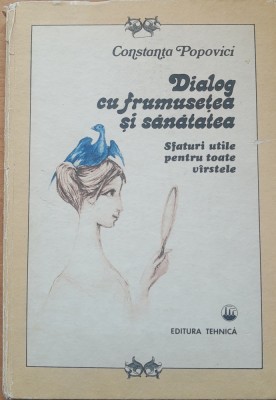 Constanța Popovici
Dialog
cu frumusețea
și sănătatea
Sfaturi utile
pentru toate
vîrstele
EDITURA TEHNICĂ